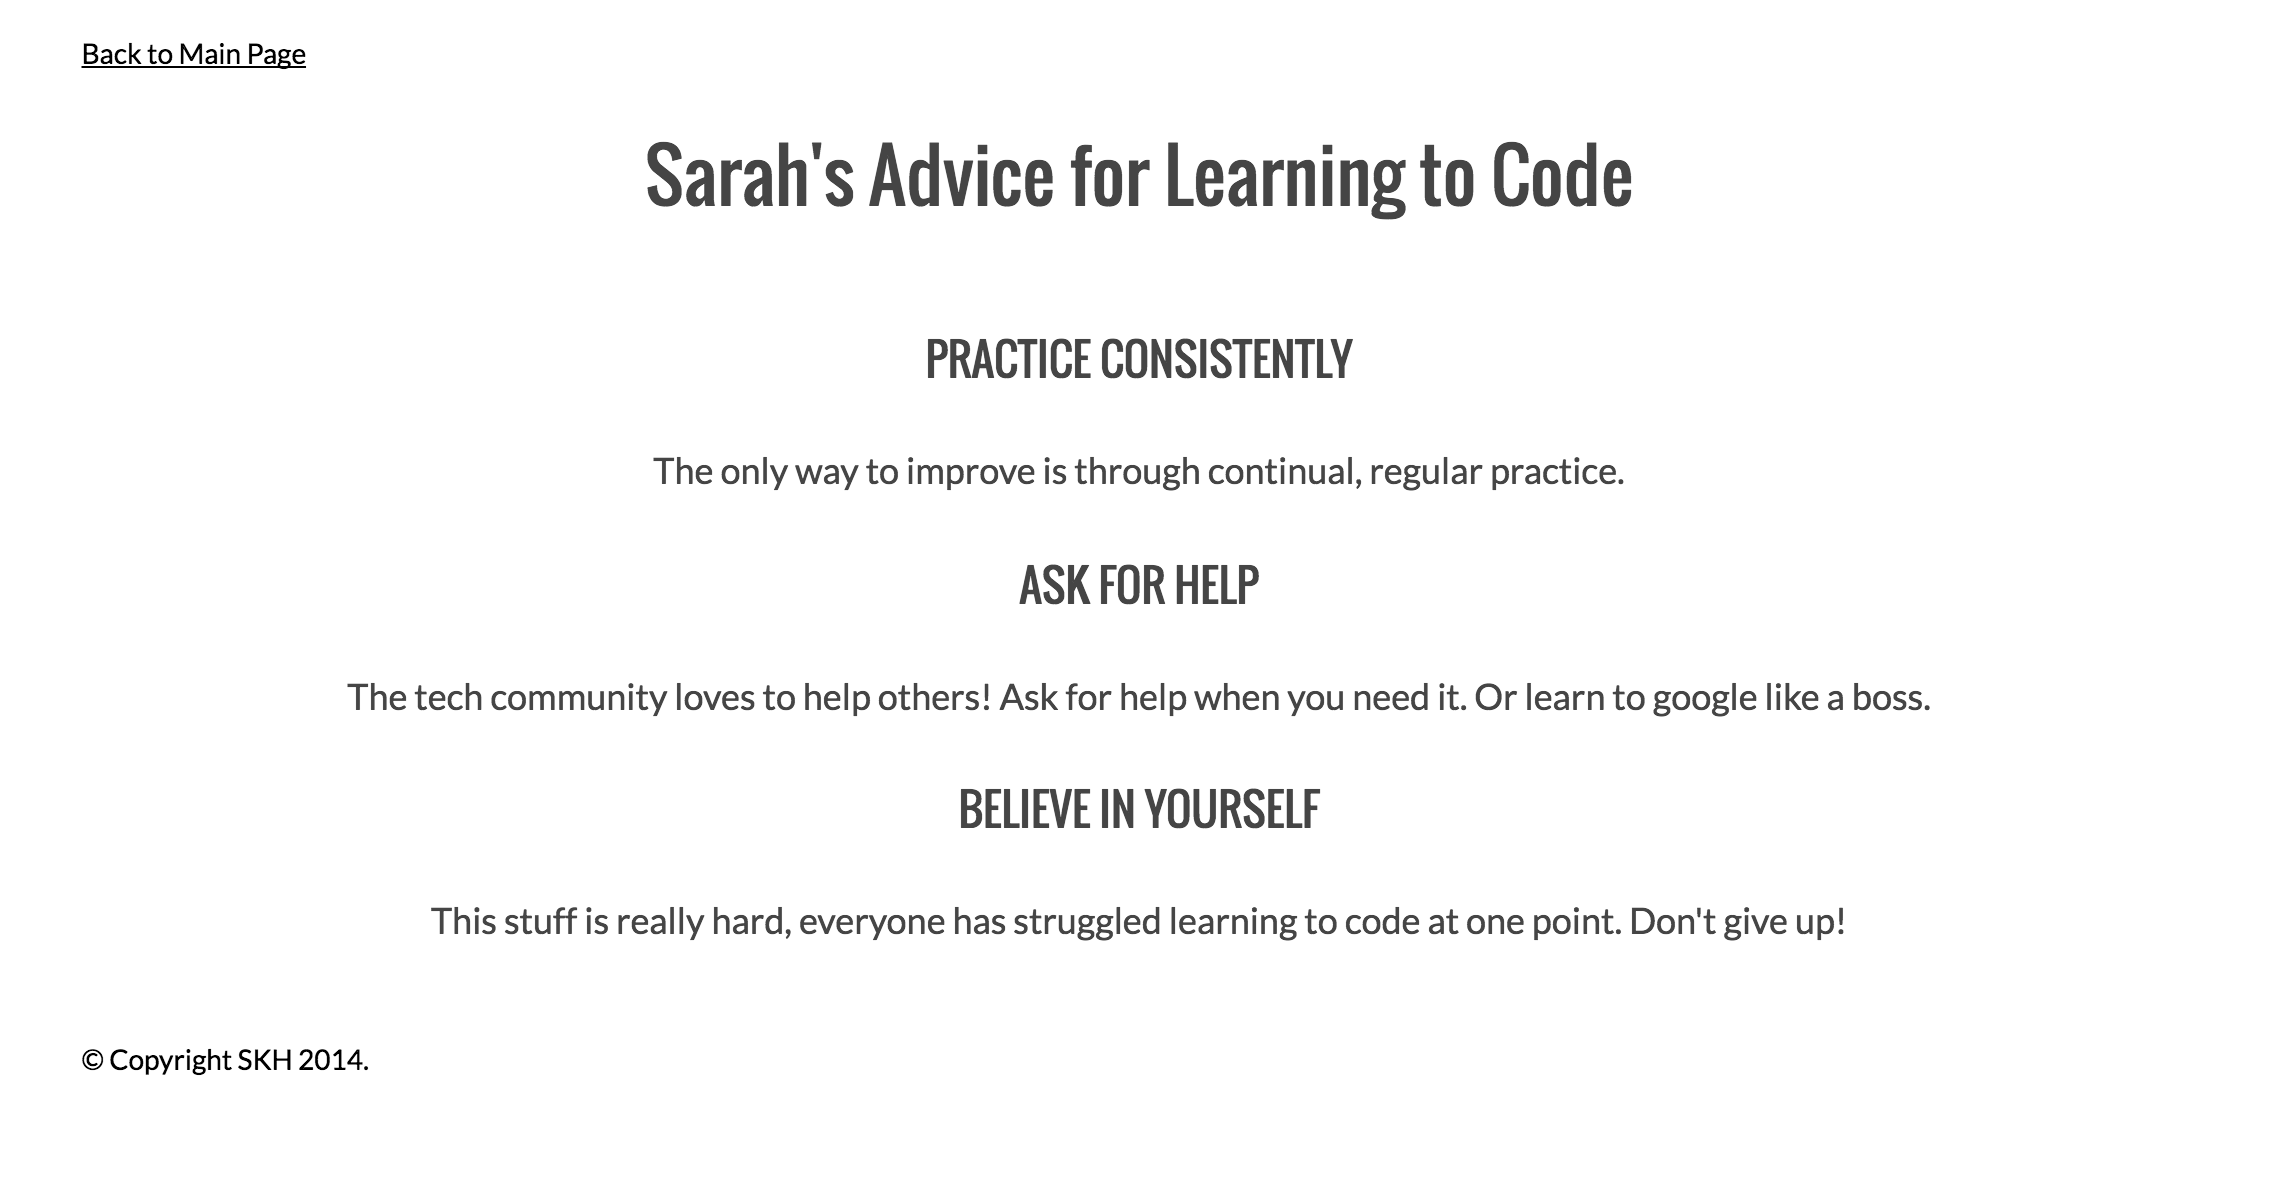 Back to Main Page
Sarah's Advice for Learning to Code
PRACTICE CONSISTENTLY
The only way to improve is through continual, regular practice.
ASK FOR HELP
The tech community loves to help others! Ask for help when you need it. Or learn to google like a boss.
BELIEVE IN YOURSELF
This stuff is really hard, everyone has struggled learning to code at one point. Don't give up!
© Copyright SKH 2014.